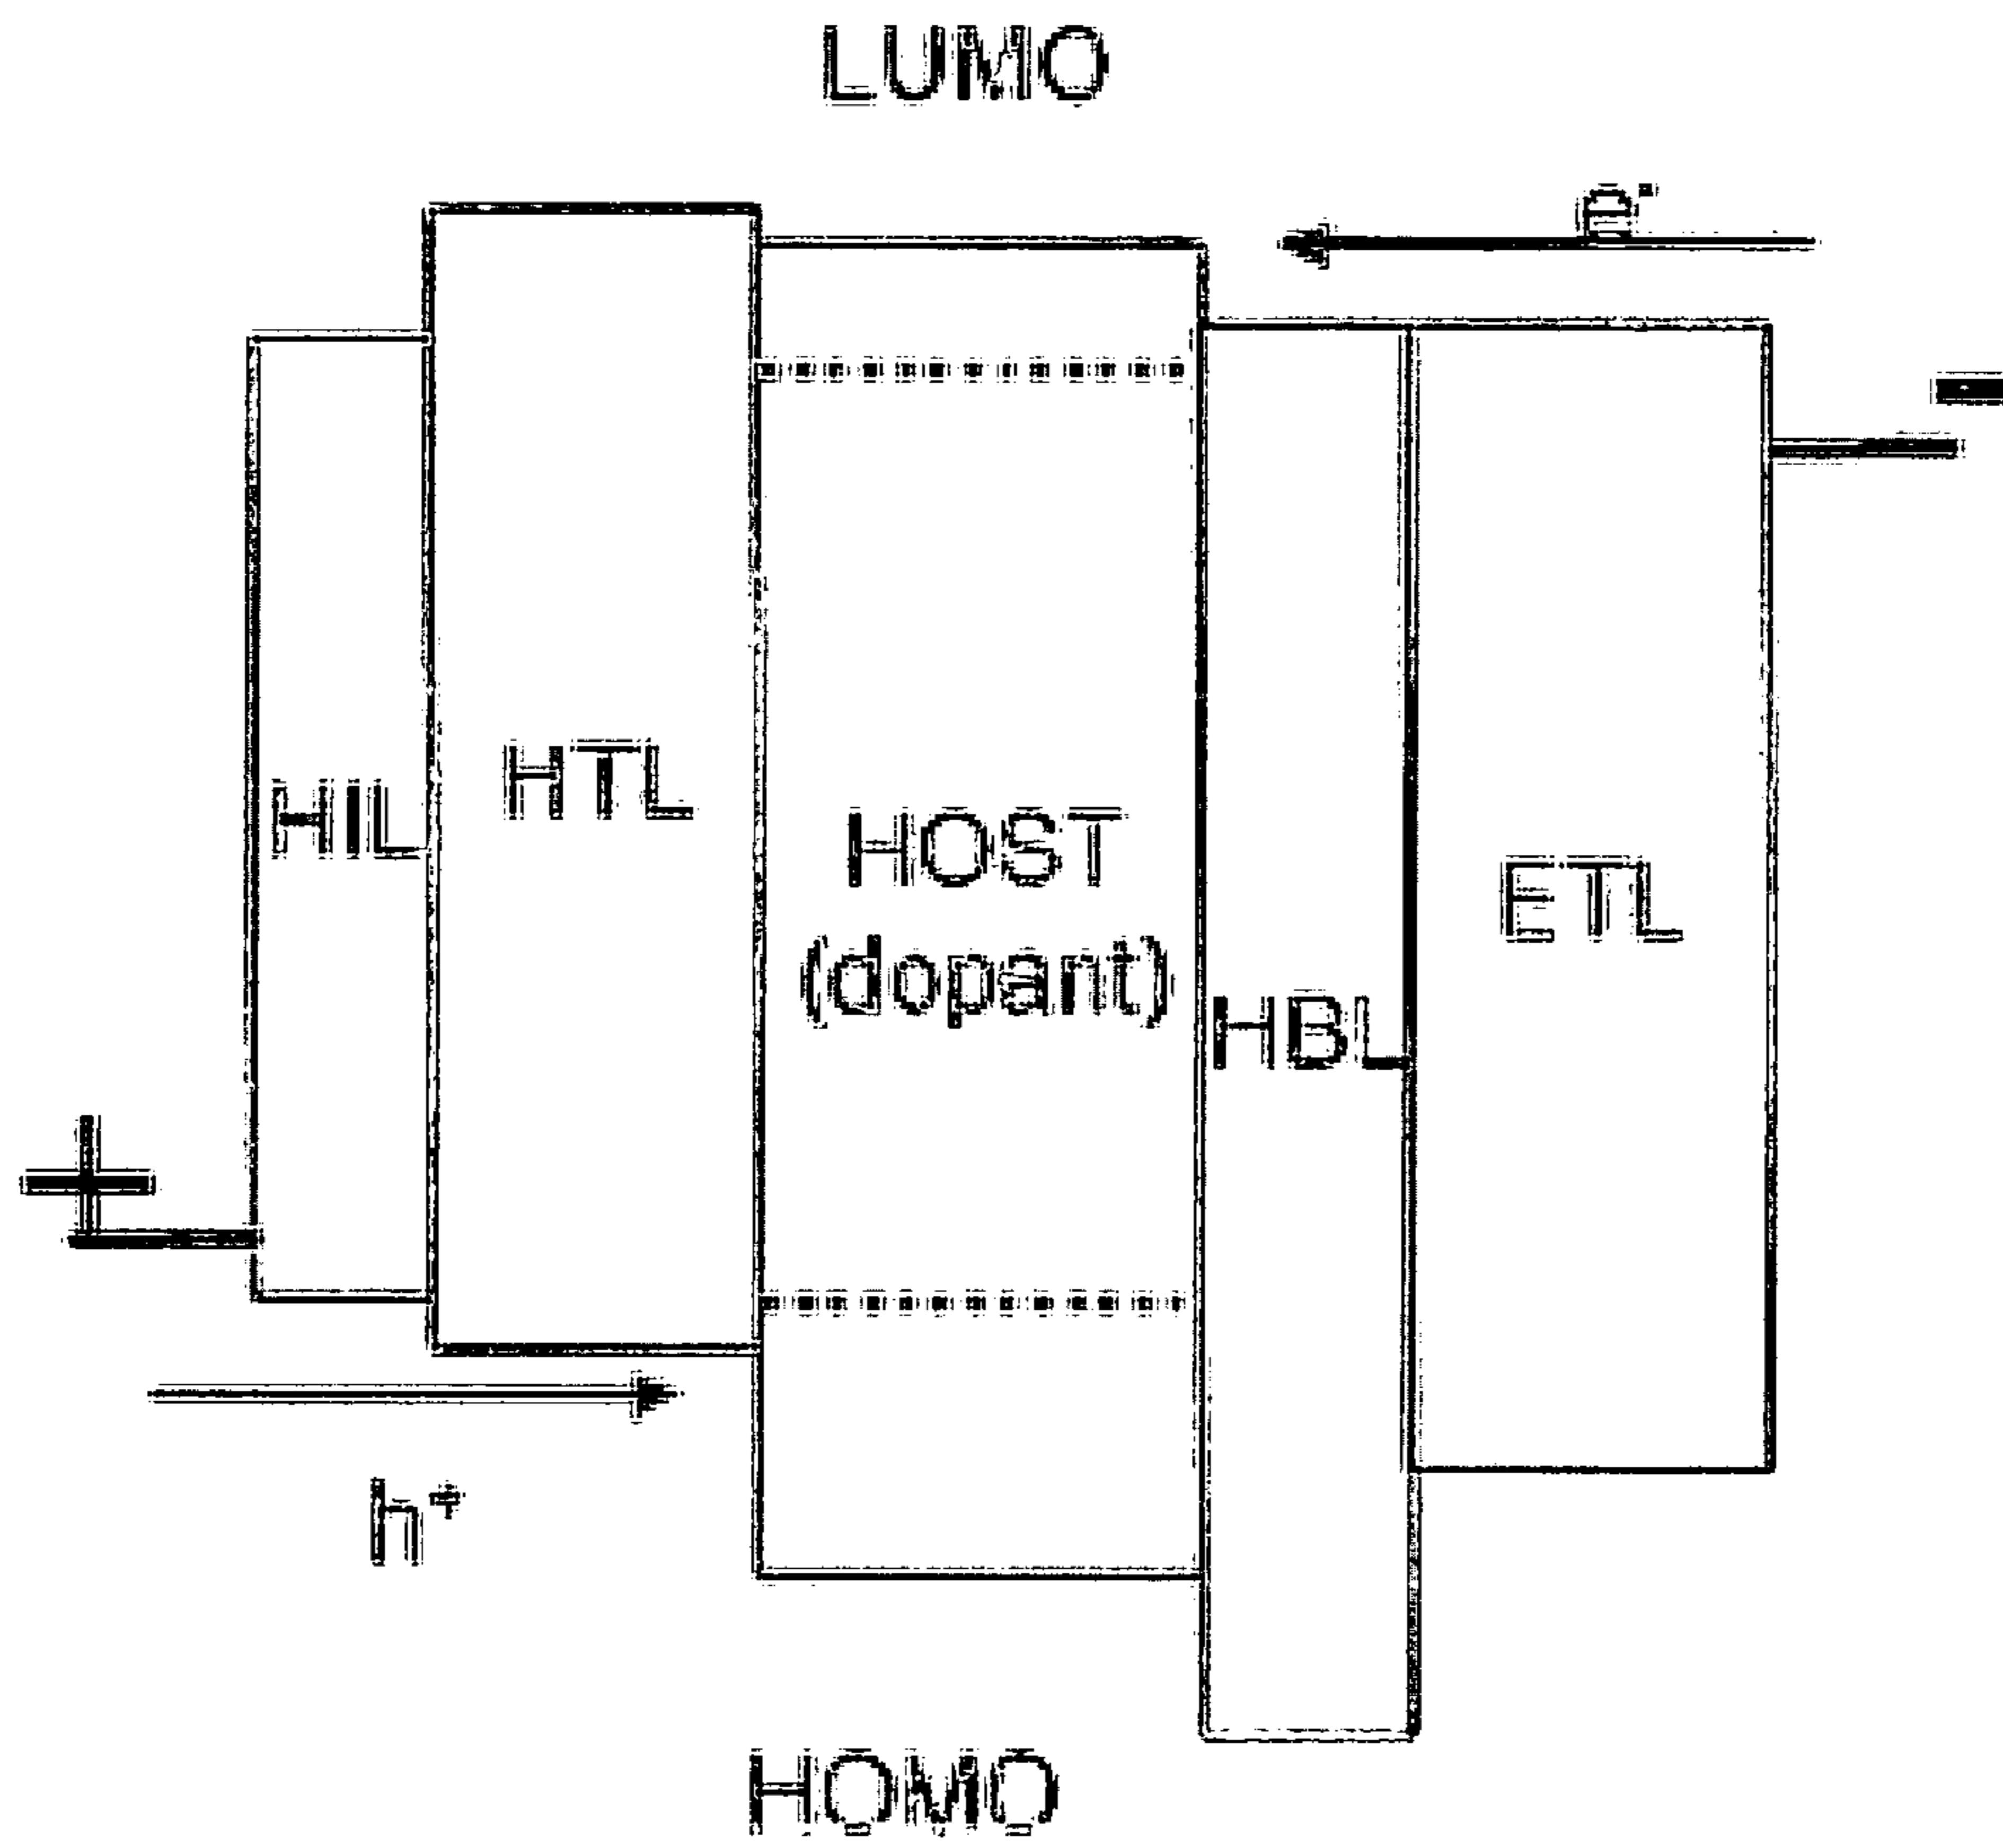 LUMO
e-
-
HTL
HIL
HOST
(dopant)
ETL
HBL
+
h+
HOMO